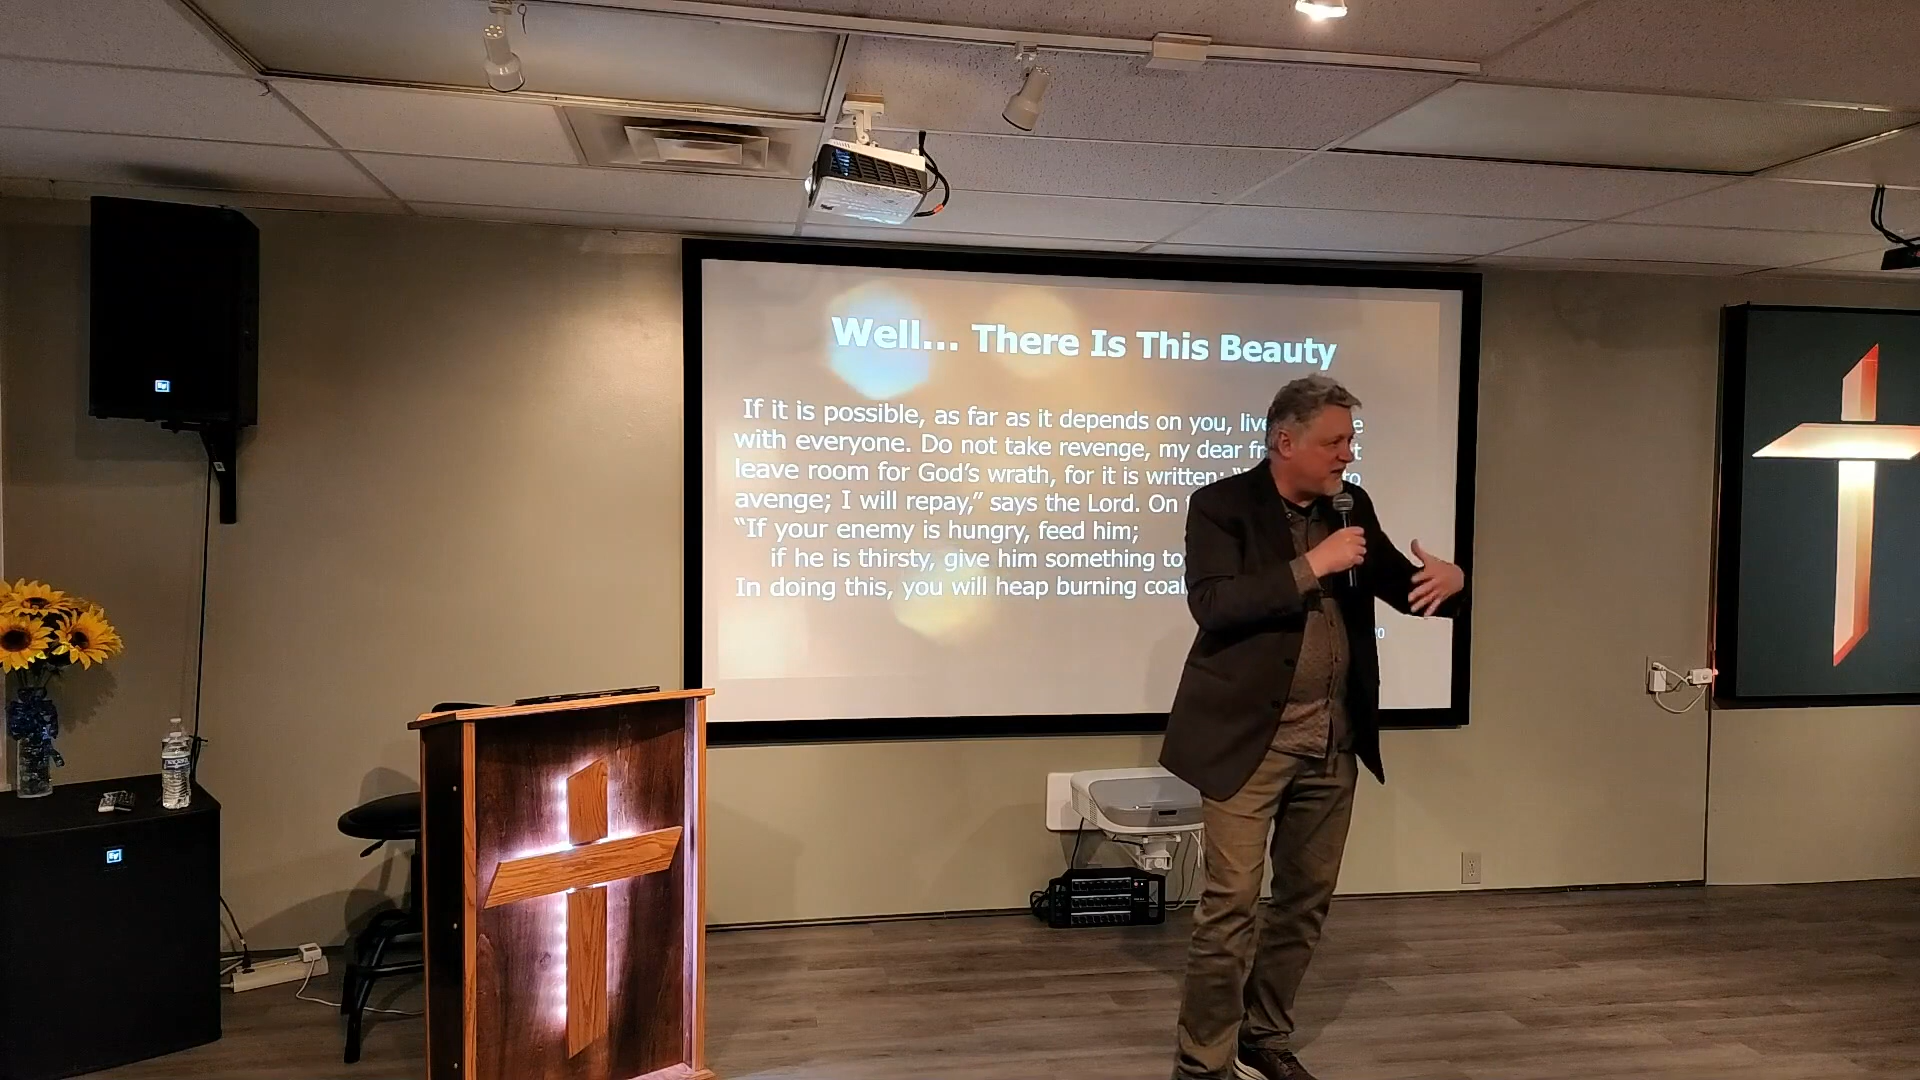 Well... There Is This Beauty
If it is possible, as far as it depends on you, live
with everyone. Do not take revenge, my dear
leave room for God's wrath, for it is written:
avenge; I will repay," says the Lord. On
"If your enemy is hungry, feed him;
if he is thirsty, give him something to
In doing this, you will heap burning
EV
EV